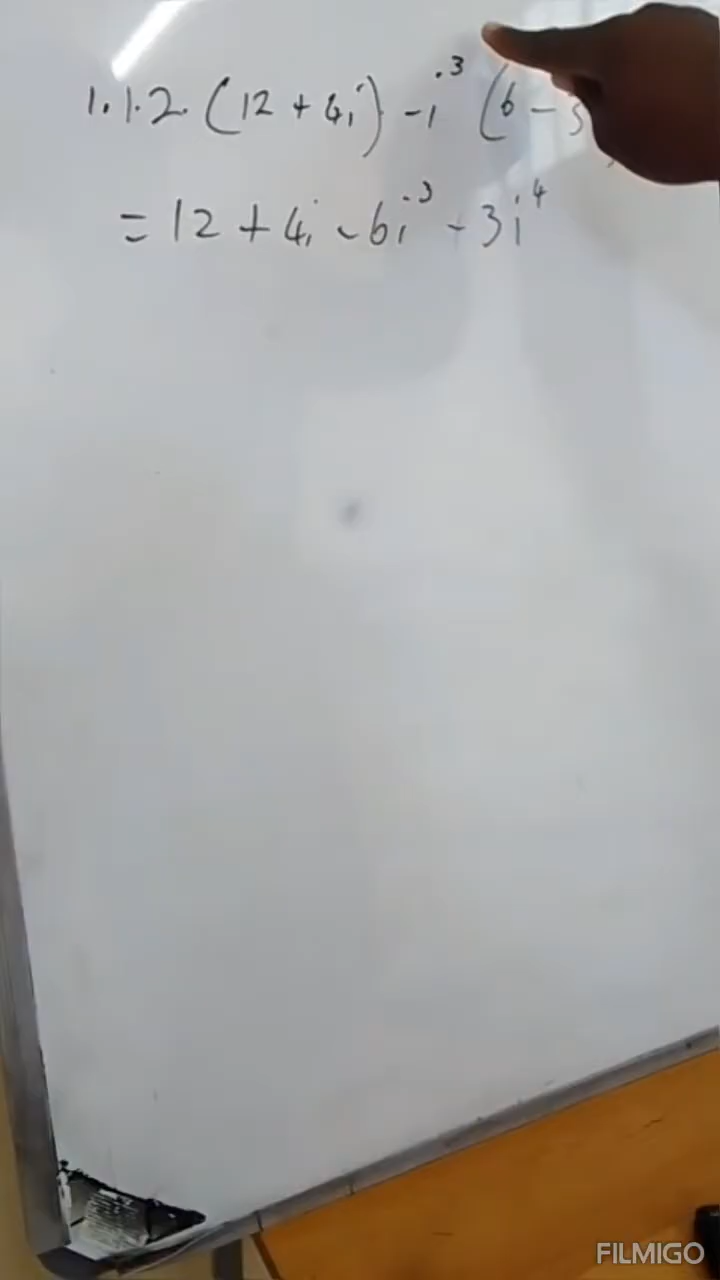 1.1.2. (12 + 4i) - i³ (6 - 3
= 12 + 4i - 6i³ - 3i⁴
FILMIGO